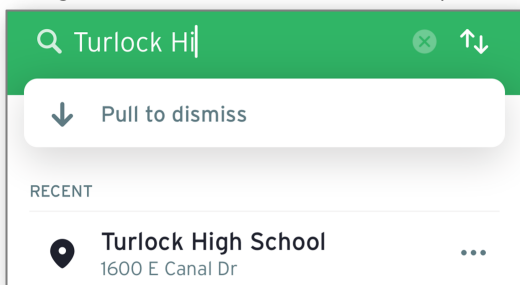 Turlock Hi
Pull to dismiss
RECENT
Turlock High School
1600 E Canal Dr